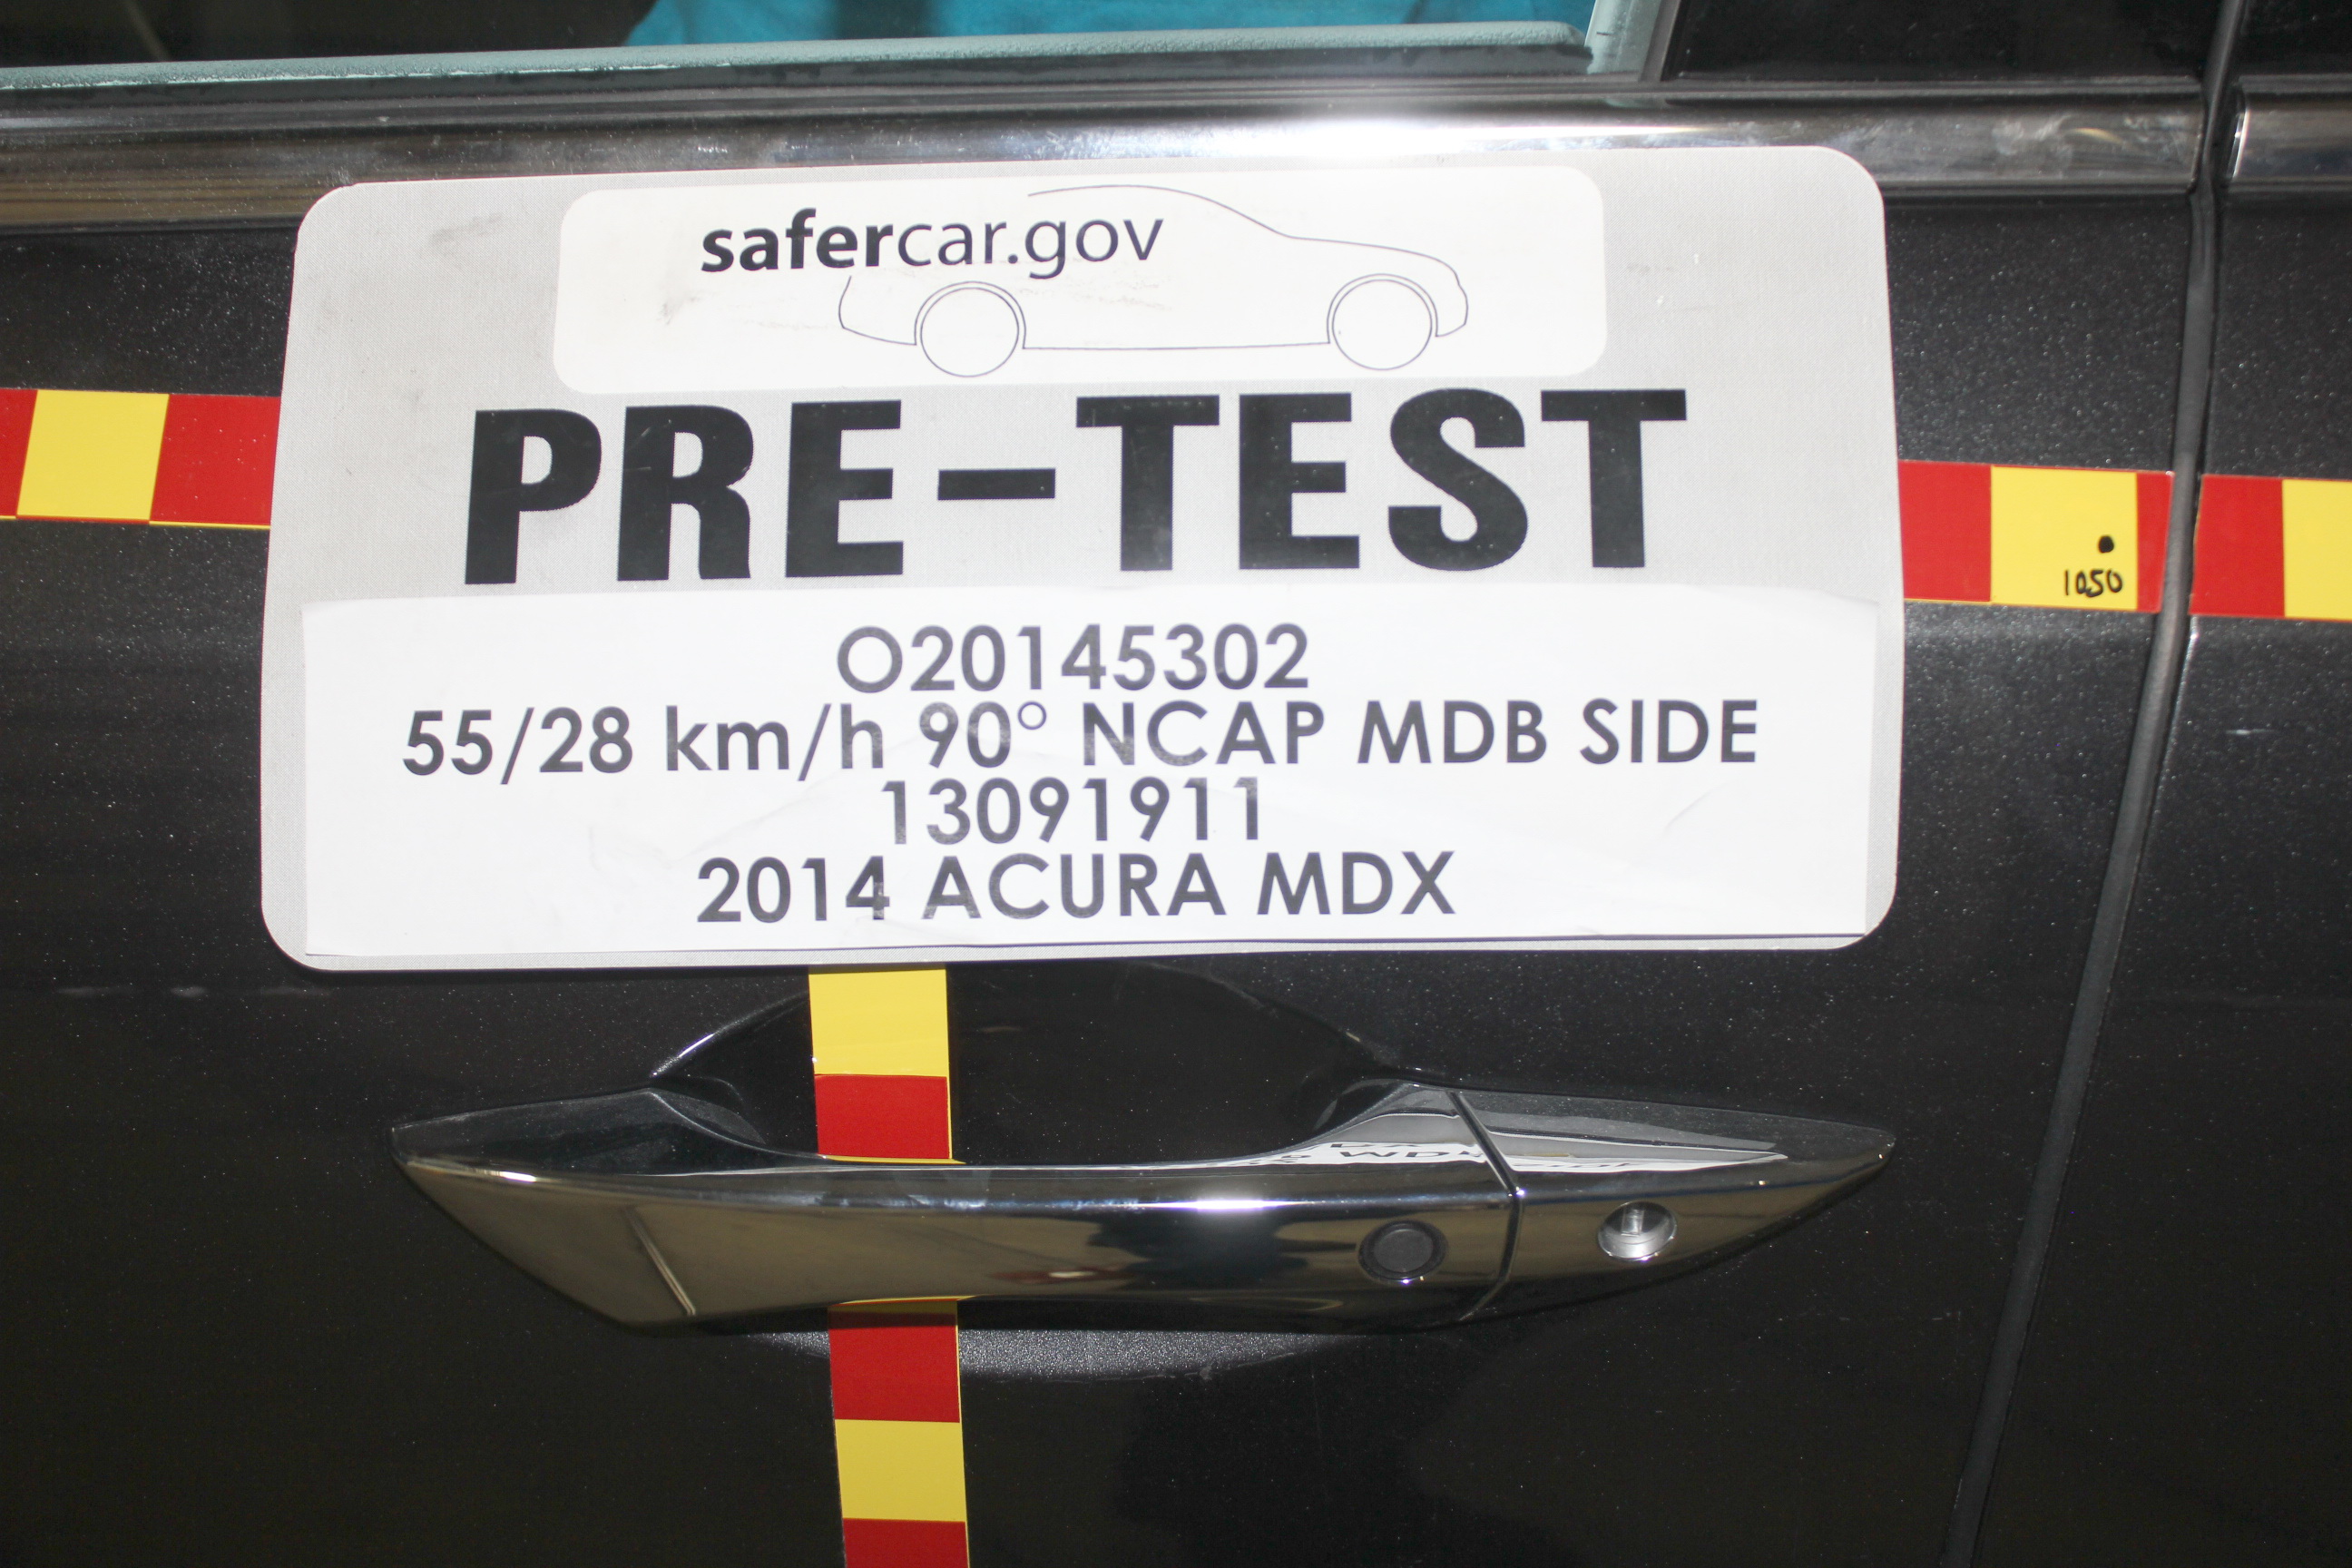 safercar.gov
PRE-TEST
1050
O20145302
55/28 km/h 90° NCAP MDB SIDE
13091911
2014 ACURA MDX